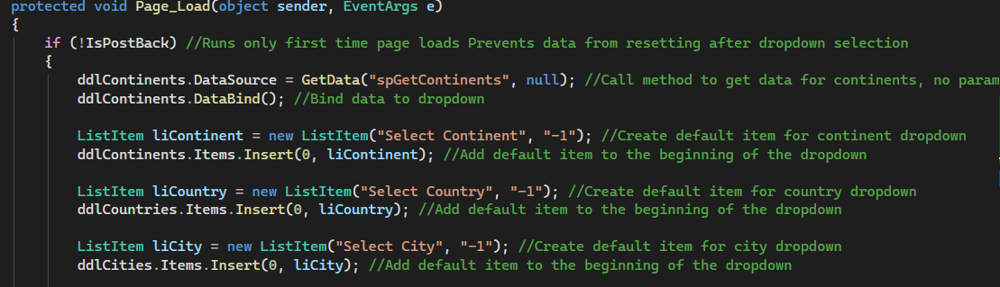 protected void Page_Load(object sender, EventArgs e)
{
if (!IsPostBack) //Runs only first time page loads Prevents data from resetting after dropdown selection
{
ddlContinents.DataSource = GetData("spGetContinents", null); //Call method to get data for continents, no param
ddlContinents.DataBind(); //Bind data to dropdown
ListItem liContinent = new ListItem("Select Continent", "-1"); //Create default item for continent dropdown
ddlContinents.Items.Insert(0, liContinent); //Add default item to the beginning of the dropdown
ListItem liCountry = new ListItem("Select Country", "-1"); //Create default item for country dropdown
ddlCountries.Items.Insert(0, liCountry); //Add default item to the beginning of the dropdown
ListItem liCity = new ListItem("Select City", "-1"); //Create default item for city dropdown
ddlCities.Items.Insert(0, liCity); //Add default item to the beginning of the dropdown